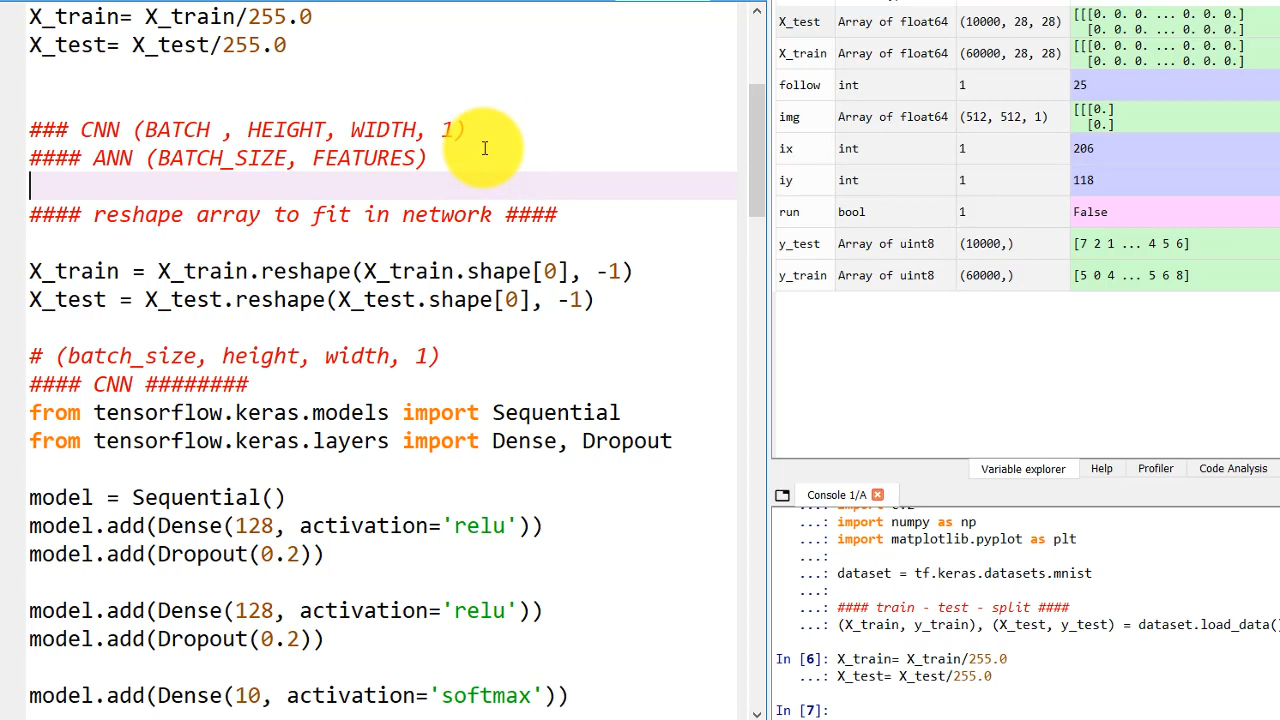 X_train= X_train/255.0
X_test= X_test/255.0
### CNN (BATCH , HEIGHT, WIDTH, 1)
#### ANN (BATCH_SIZE, FEATURES)
#### reshape array to fit in network ####
X_train = X_train.reshape(X_train.shape[0], -1)
X_test = X_test.reshape(X_test.shape[0], -1)
# (batch_size, height, width, 1)
#### CNN ########
from tensorflow.keras.models import Sequential
from tensorflow.keras.layers import Dense, Dropout
model = Sequential()
model.add(Dense(128, activation='relu'))
model.add(Dropout(0.2))
model.add(Dense(128, activation='relu'))
model.add(Dropout(0.2))
model.add(Dense(10, activation='softmax'))
X_test Array of float64 (10000, 28, 28) [[[0. 0. 0. ... 0. 0. 0.]
[0. 0. 0. ... 0. 0. 0.]
X_train Array of float64 (60000, 28, 28) [[[0. 0. 0. ... 0. 0. 0.]
[0. 0. 0. ... 0. 0. 0.]
follow int 1 25
img Array of float64 (512, 512, 1) [[[0.]
[0.]
ix int 1 206
iy int 1 118
run bool 1 False
y_test Array of uint8 (10000,) [7 2 1 ... 4 5 6]
y_train Array of uint8 (60000,) [5 0 4 ... 5 6 8]
Variable explorer Help Profiler Code Analysis
Console 1/A
...: import numpy as np
...: import matplotlib.pyplot as plt
...:
...: dataset = tf.keras.datasets.mnist
...:
...: #### train - test - split ####
...: (X_train, y_train), (X_test, y_test) = dataset.load_data()
In [6]: X_train= X_train/255.0
...: X_test= X_test/255.0
In [7]: